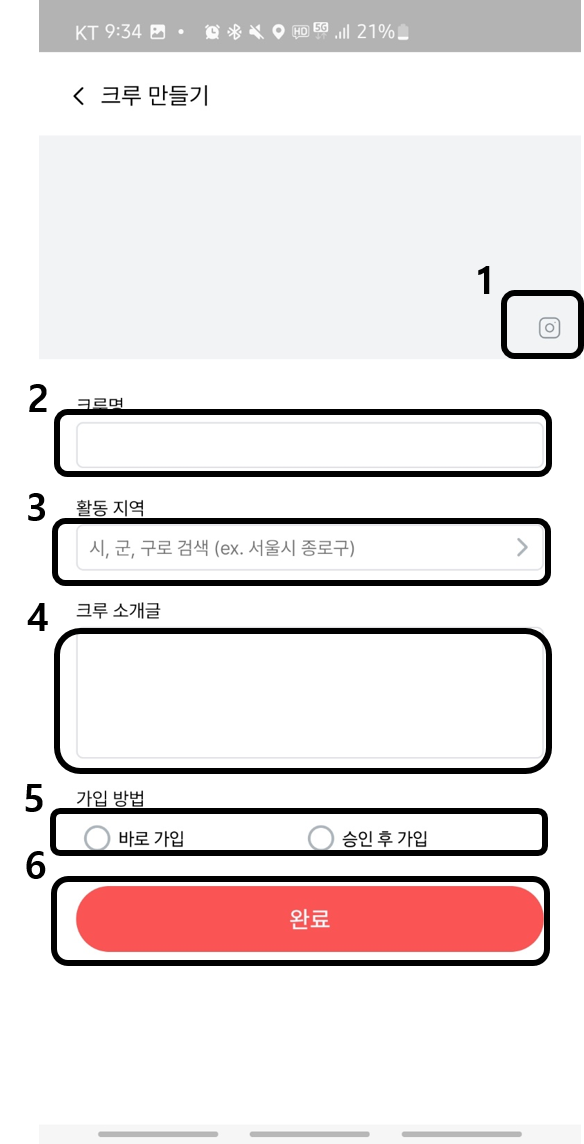 KT 9:34 HD 5G 21%
크루 만들기
1
2 크루명
3 활동 지역
시, 군, 구로 검색 (ex. 서울시 종로구)
4 크루 소개글
5 가입 방법
바로 가입 승인 후 가입
6
완료